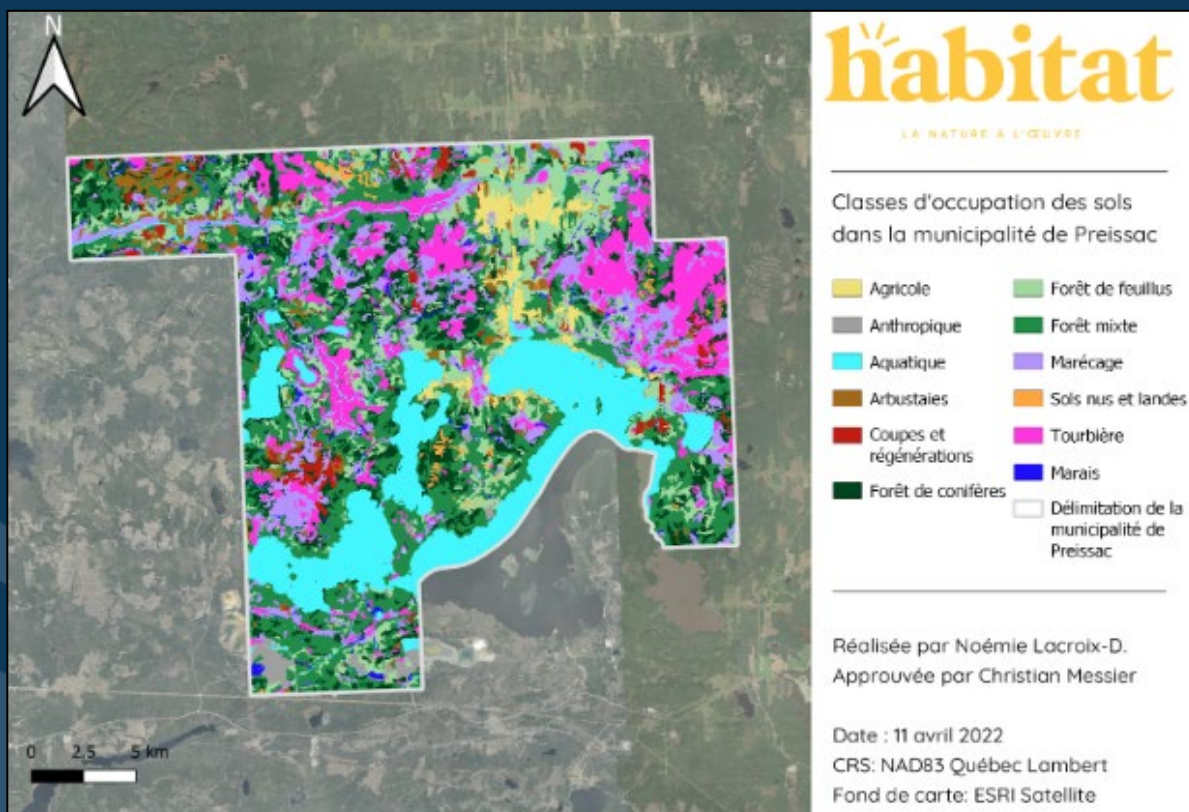 N
0 2.5 5 km
habitat
LA NATURE À L'ŒUVRE
Classes d'occupation des sols
dans la municipalité de Preissac
Agricole
Anthropique
Aquatique
Arbustaies
Coupes et
régénérations
Forêt de conifères
Forêt de feuillus
Forêt mixte
Marécage
Sols nus et landes
Tourbière
Marais
Délimitation de la
municipalité de
Preissac
Réalisée par Noémie Lacroix-D.
Approuvée par Christian Messier
Date : 11 avril 2022
CRS: NAD83 Québec Lambert
Fond de carte: ESRI Satellite